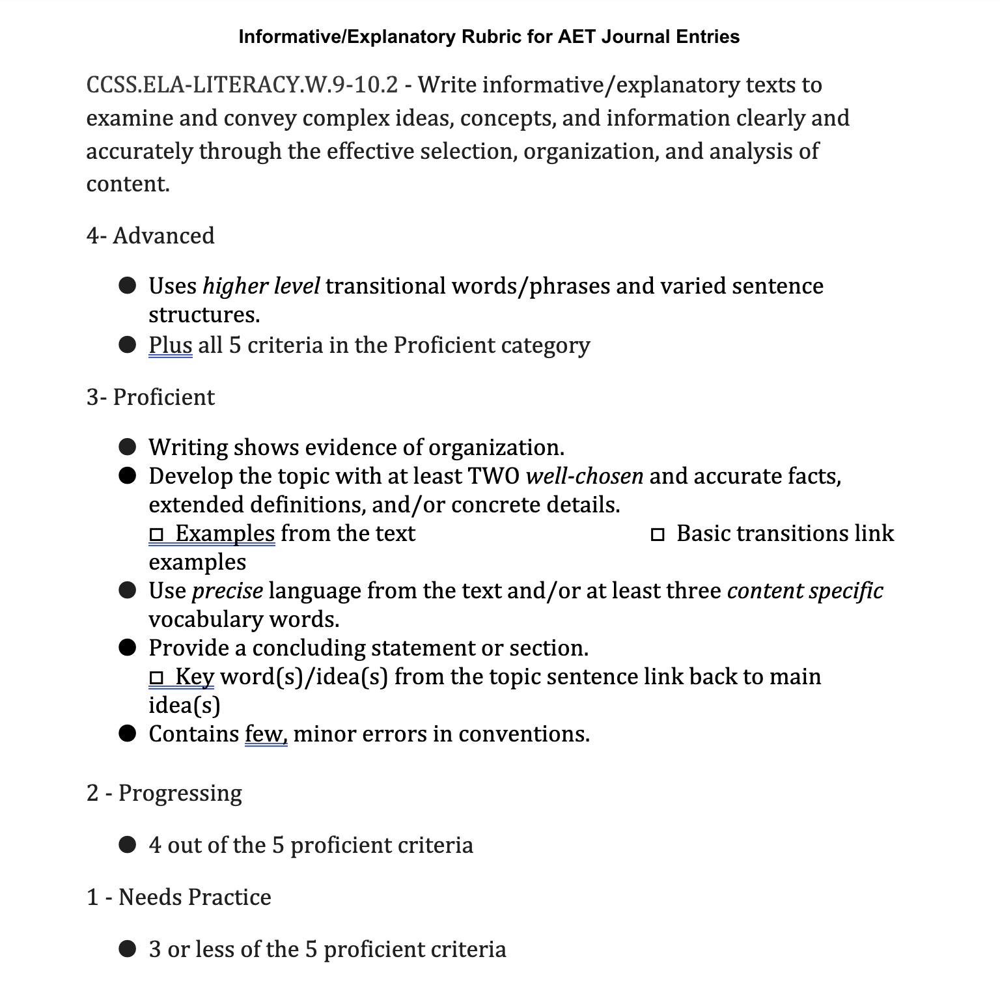 Informative/Explanatory Rubric for AET Journal Entries
CCSS.ELA-LITERACY.W.9-10.2 - Write informative/explanatory texts to
examine and convey complex ideas, concepts, and information clearly and
accurately through the effective selection, organization, and analysis of
content.
4- Advanced
● Uses higher level transitional words/phrases and varied sentence
structures.
● Plus all 5 criteria in the Proficient category
3- Proficient
● Writing shows evidence of organization.
● Develop the topic with at least TWO well-chosen and accurate facts,
extended definitions, and/or concrete details.
□ Examples from the text □ Basic transitions link
examples
● Use precise language from the text and/or at least three content specific
vocabulary words.
● Provide a concluding statement or section.
□ Key word(s)/idea(s) from the topic sentence link back to main
idea(s)
● Contains few, minor errors in conventions.
2 - Progressing
● 4 out of the 5 proficient criteria
1 - Needs Practice
● 3 or less of the 5 proficient criteria